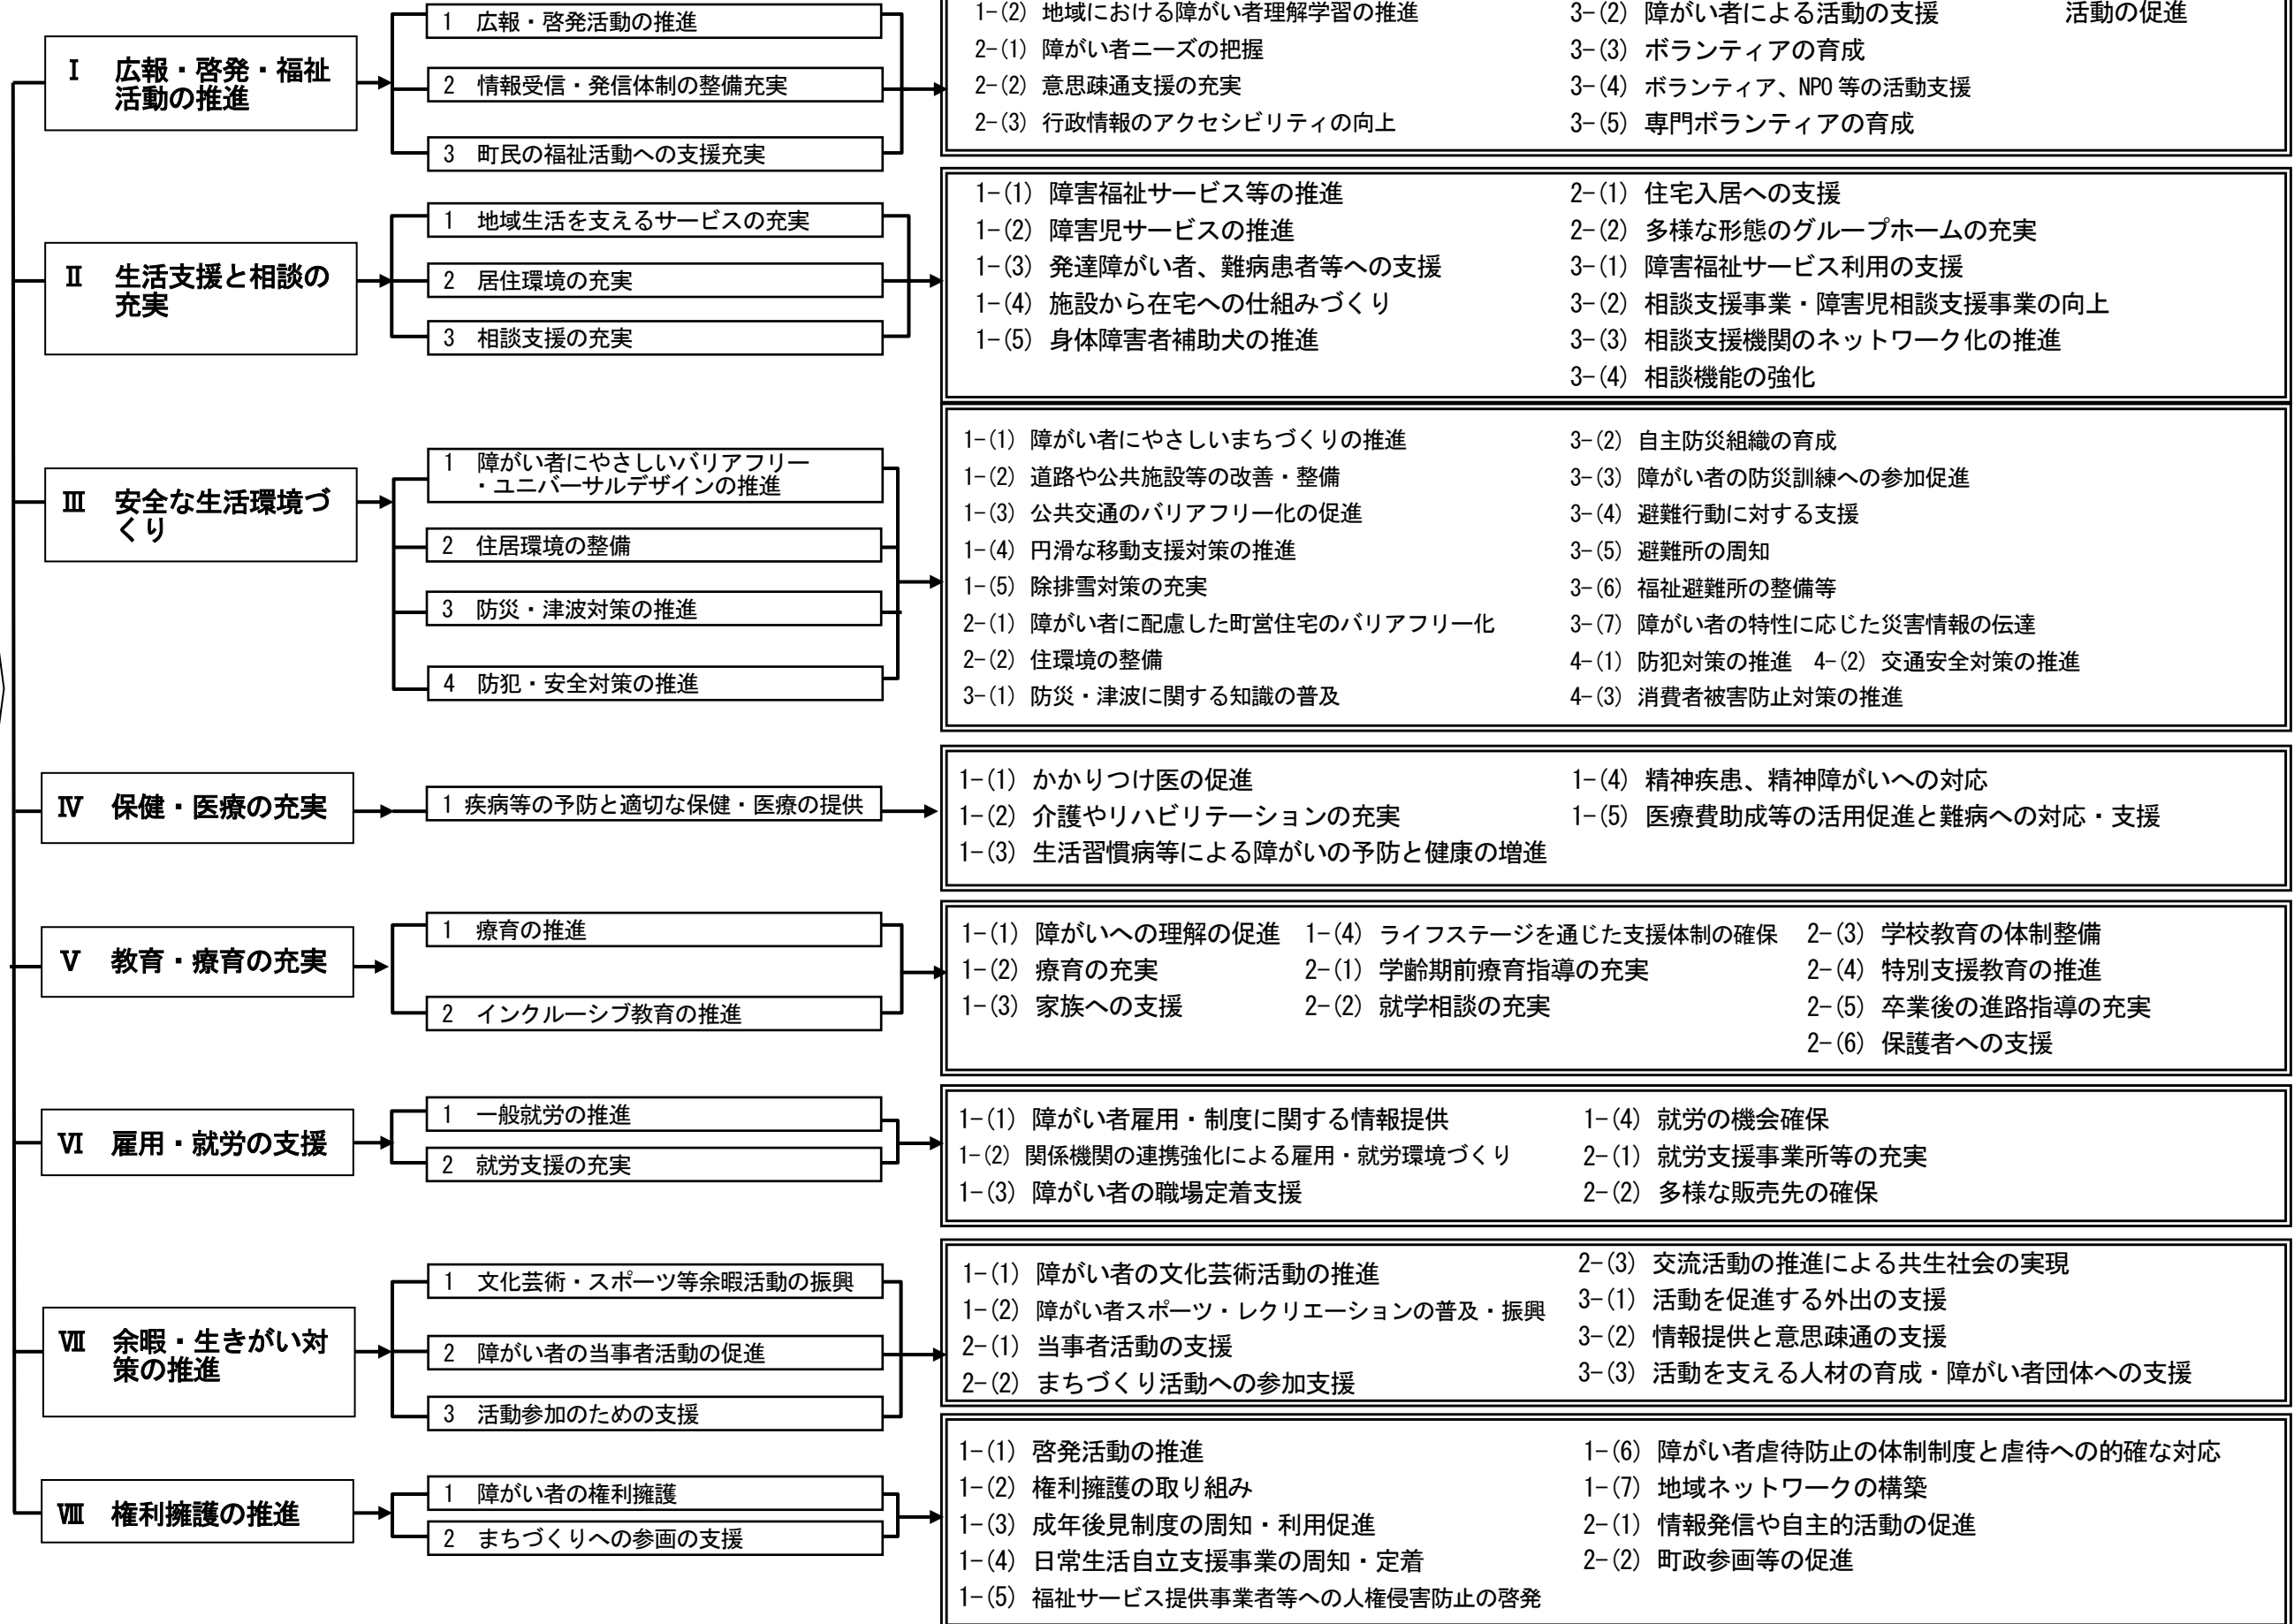 Ⅰ 広報・啓発・福祉
活動の推進
1 広報・啓発活動の推進
2 情報受信・発信体制の整備充実
3 町民の福祉活動への支援充実
1-(2) 地域における障がい者理解学習の推進
2-(1) 障がい者ニーズの把握
2-(2) 意思疎通支援の充実
2-(3) 行政情報のアクセシビリティの向上
3-(2) 障がい者による活動の支援 活動の促進
3-(3) ボランティアの育成
3-(4) ボランティア、NPO 等の活動支援
3-(5) 専門ボランティアの育成
Ⅱ 生活支援と相談の
充実
1 地域生活を支えるサービスの充実
2 居住環境の充実
3 相談支援の充実
1-(1) 障害福祉サービス等の推進
1-(2) 障害児サービスの推進
1-(3) 発達障がい者、難病患者等への支援
1-(4) 施設から在宅への仕組みづくり
1-(5) 身体障害者補助犬の推進
2-(1) 住宅入居への支援
2-(2) 多様な形態のグループホームの充実
3-(1) 障害福祉サービス利用の支援
3-(2) 相談支援事業・障害児相談支援事業の向上
3-(3) 相談支援機関のネットワーク化の推進
3-(4) 相談機能の強化
Ⅲ 安全な生活環境づ
くり
1 障がい者にやさしいバリアフリー
・ユニバーサルデザインの推進
2 住居環境の整備
3 防災・津波対策の推進
4 防犯・安全対策の推進
1-(1) 障がい者にやさしいまちづくりの推進
1-(2) 道路や公共施設等の改善・整備
1-(3) 公共交通のバリアフリー化の促進
1-(4) 円滑な移動支援対策の推進
1-(5) 除排雪対策の充実
2-(1) 障がい者に配慮した町営住宅のバリアフリー化
2-(2) 住環境の整備
3-(1) 防災・津波に関する知識の普及
3-(2) 自主防災組織の育成
3-(3) 障がい者の防災訓練への参加促進
3-(4) 避難行動に対する支援
3-(5) 避難所の周知
3-(6) 福祉避難所の整備等
3-(7) 障がい者の特性に応じた災害情報の伝達
4-(1) 防犯対策の推進 4-(2) 交通安全対策の推進
4-(3) 消費者被害防止対策の推進
Ⅳ 保健・医療の充実
1 疾病等の予防と適切な保健・医療の提供
1-(1) かかりつけ医の促進
1-(2) 介護やリハビリテーションの充実
1-(3) 生活習慣病等による障がいの予防と健康の増進
1-(4) 精神疾患、精神障がいへの対応
1-(5) 医療費助成等の活用促進と難病への対応・支援
Ⅴ 教育・療育の充実
1 療育の推進
2 インクルーシブ教育の推進
1-(1) 障がいへの理解の促進
1-(2) 療育の充実
1-(3) 家族への支援
1-(4) ライフステージを通じた支援体制の確保
2-(1) 学齢期前療育指導の充実
2-(2) 就学相談の充実
2-(3) 学校教育の体制整備
2-(4) 特別支援教育の推進
2-(5) 卒業後の進路指導の充実
2-(6) 保護者への支援
Ⅵ 雇用・就労の支援
1 一般就労の推進
2 就労支援の充実
1-(1) 障がい者雇用・制度に関する情報提供
1-(2) 関係機関の連携強化による雇用・就労環境づくり
1-(3) 障がい者の職場定着支援
1-(4) 就労の機会確保
2-(1) 就労支援事業所等の充実
2-(2) 多様な販売先の確保
Ⅶ 余暇・生きがい対
策の推進
1 文化芸術・スポーツ等余暇活動の振興
2 障がい者の当事者活動の促進
3 活動参加のための支援
1-(1) 障がい者の文化芸術活動の推進
1-(2) 障がい者スポーツ・レクリエーションの普及・振興
2-(1) 当事者活動の支援
2-(2) まちづくり活動への参加支援
2-(3) 交流活動の推進による共生社会の実現
3-(1) 活動を促進する外出の支援
3-(2) 情報提供と意思疎通の支援
3-(3) 活動を支える人材の育成・障がい者団体への支援
Ⅷ 権利擁護の推進
1 障がい者の権利擁護
2 まちづくりへの参画の支援
1-(1) 啓発活動の推進
1-(2) 権利擁護の取り組み
1-(3) 成年後見制度の周知・利用促進
1-(4) 日常生活自立支援事業の周知・定着
1-(5) 福祉サービス提供事業者等への人権侵害防止の啓発
1-(6) 障がい者虐待防止の体制制度と虐待への的確な対応
1-(7) 地域ネットワークの構築
2-(1) 情報発信や自主的活動の促進
2-(2) 町政参画等の促進